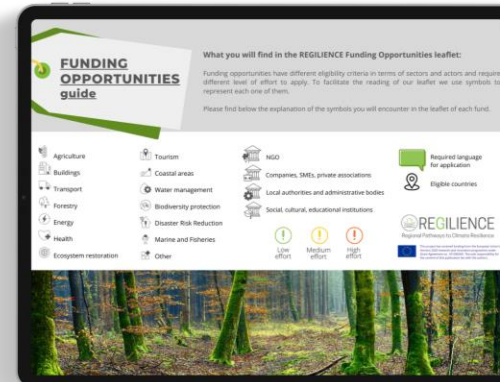 FUNDING
OPPORTUNITIES
guide
What you will find in the REGILIENCE Funding Opportunities leaflet:
Funding opportunities have different eligibility criteria in terms of sectors and actors and require
different level of effort to apply. To facilitate the reading of our leaflet we use symbols to
represent each one of them.
Please find below the explanation of the symbols you will encounter in the leaflet of each fund.
Agriculture
Buildings
Transport
Forestry
Energy
Health
Ecosystem restoration
Tourism
Coastal areas
Water management
Biodiversity protection
Disaster Risk Reduction
Marine and Fisheries
Other
NGO
Companies, SMEs, private associations
Local authorities and administrative bodies
Social, cultural, educational institutions
Low
effort
Medium
effort
High
effort
Required language
for application
Eligible countries
REGILIENCE
Regional Pathways to Climate Resilience